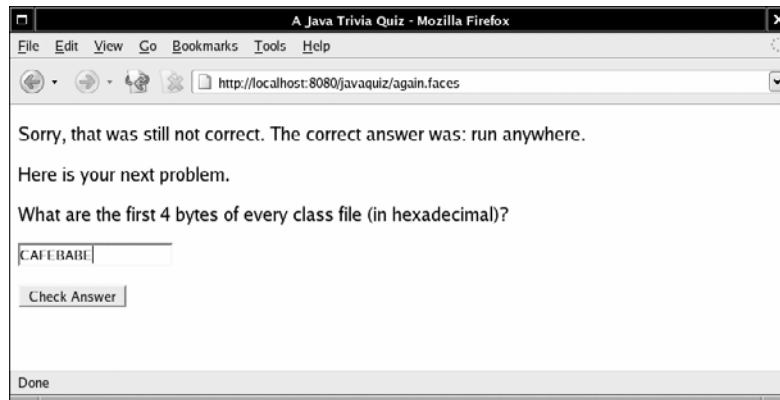 A Java Trivia Quiz - Mozilla Firefox
File Edit View Go Bookmarks Tools Help
http://localhost:8080/javaquiz/again.faces
Sorry, that was still not correct. The correct answer was: run anywhere.
Here is your next problem.
What are the first 4 bytes of every class file (in hexadecimal)?
CAFEBABE
Check Answer
Done